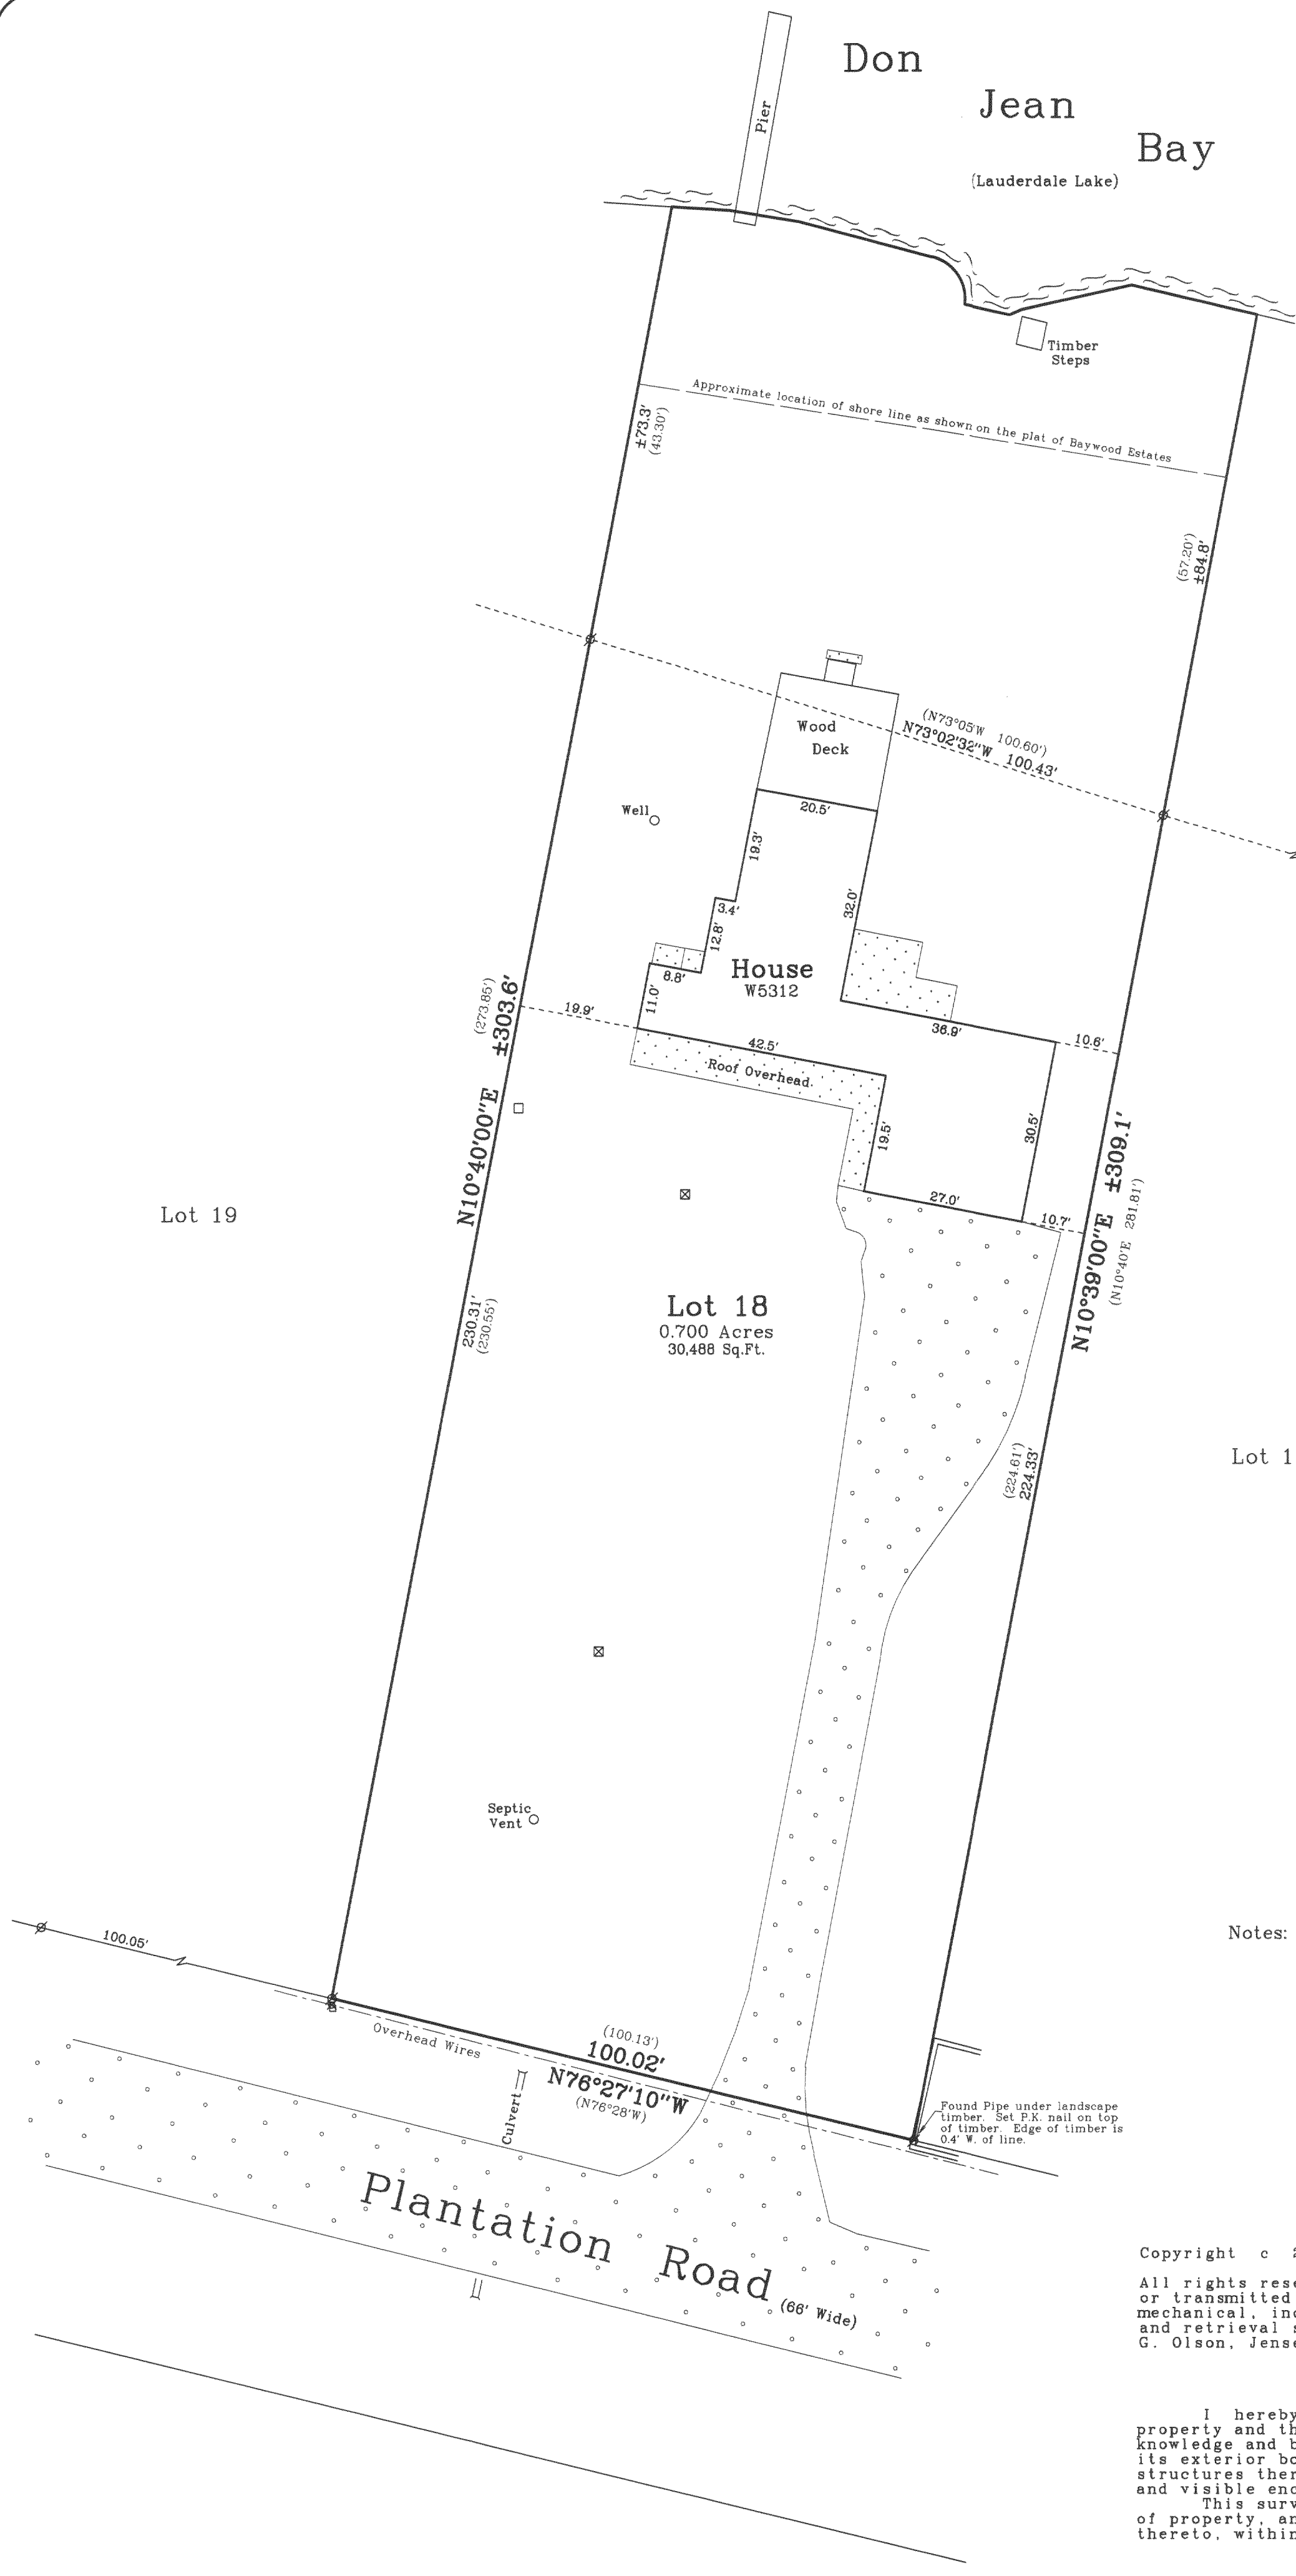 Don
Jean
Bay
(Lauderdale Lake)
Pier
Timber
Steps
Approximate location of shore line as shown on the plat of Baywood Estates
±73.3'
(43.30')
(57.20')
±84.8'
(N73°05'W 100.60')
N73°02'32"W 100.43'
Wood
Deck
20.5'
Well
19.3'
32.0'
3.4'
12.8'
House
W5312
8.8'
11.0'
36.9'
10.6'
19.9'
42.5'
Roof Overhead
19.5'
30.5'
27.0'
10.7'
(273.85')
N10°40'00"E ±303.6'
N10°39'00"E ±309.1'
(N10°40'E 281.81')
Lot 19
Lot 18
0.700 Acres
30,488 Sq.Ft.
230.31'
(230.55')
(224.61')
224.33'
Lot 1
Septic
Vent
Notes:
100.05'
Overhead Wires
(100.13')
100.02'
N76°27'10"W
(N76°28'W)
Culvert
Found Pipe under landscape
timber. Set P.K. nail on top
of timber. Edge of timber is
0.4' W. of line.
Plantation Road (66' Wide)
Copyright c
All rights rese
or transmitted
mechanical, inc
and retrieval s
G. Olson, Jense
I hereby
property and th
knowledge and b
its exterior bo
structures ther
and visible enc
This surv
of property, an
thereto, within